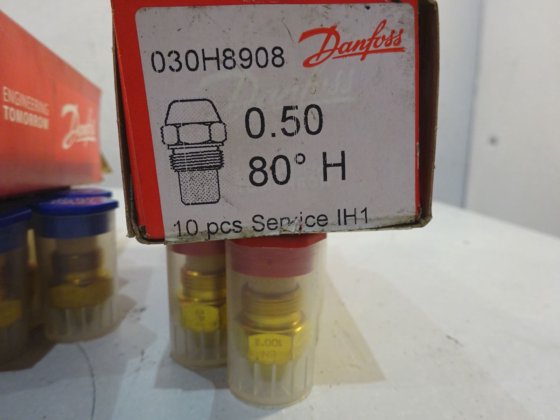 030H8908 Danfoss
0.50
80° H
10 pcs Service IH1
ENGINEERING
TOMORROW
Danfoss